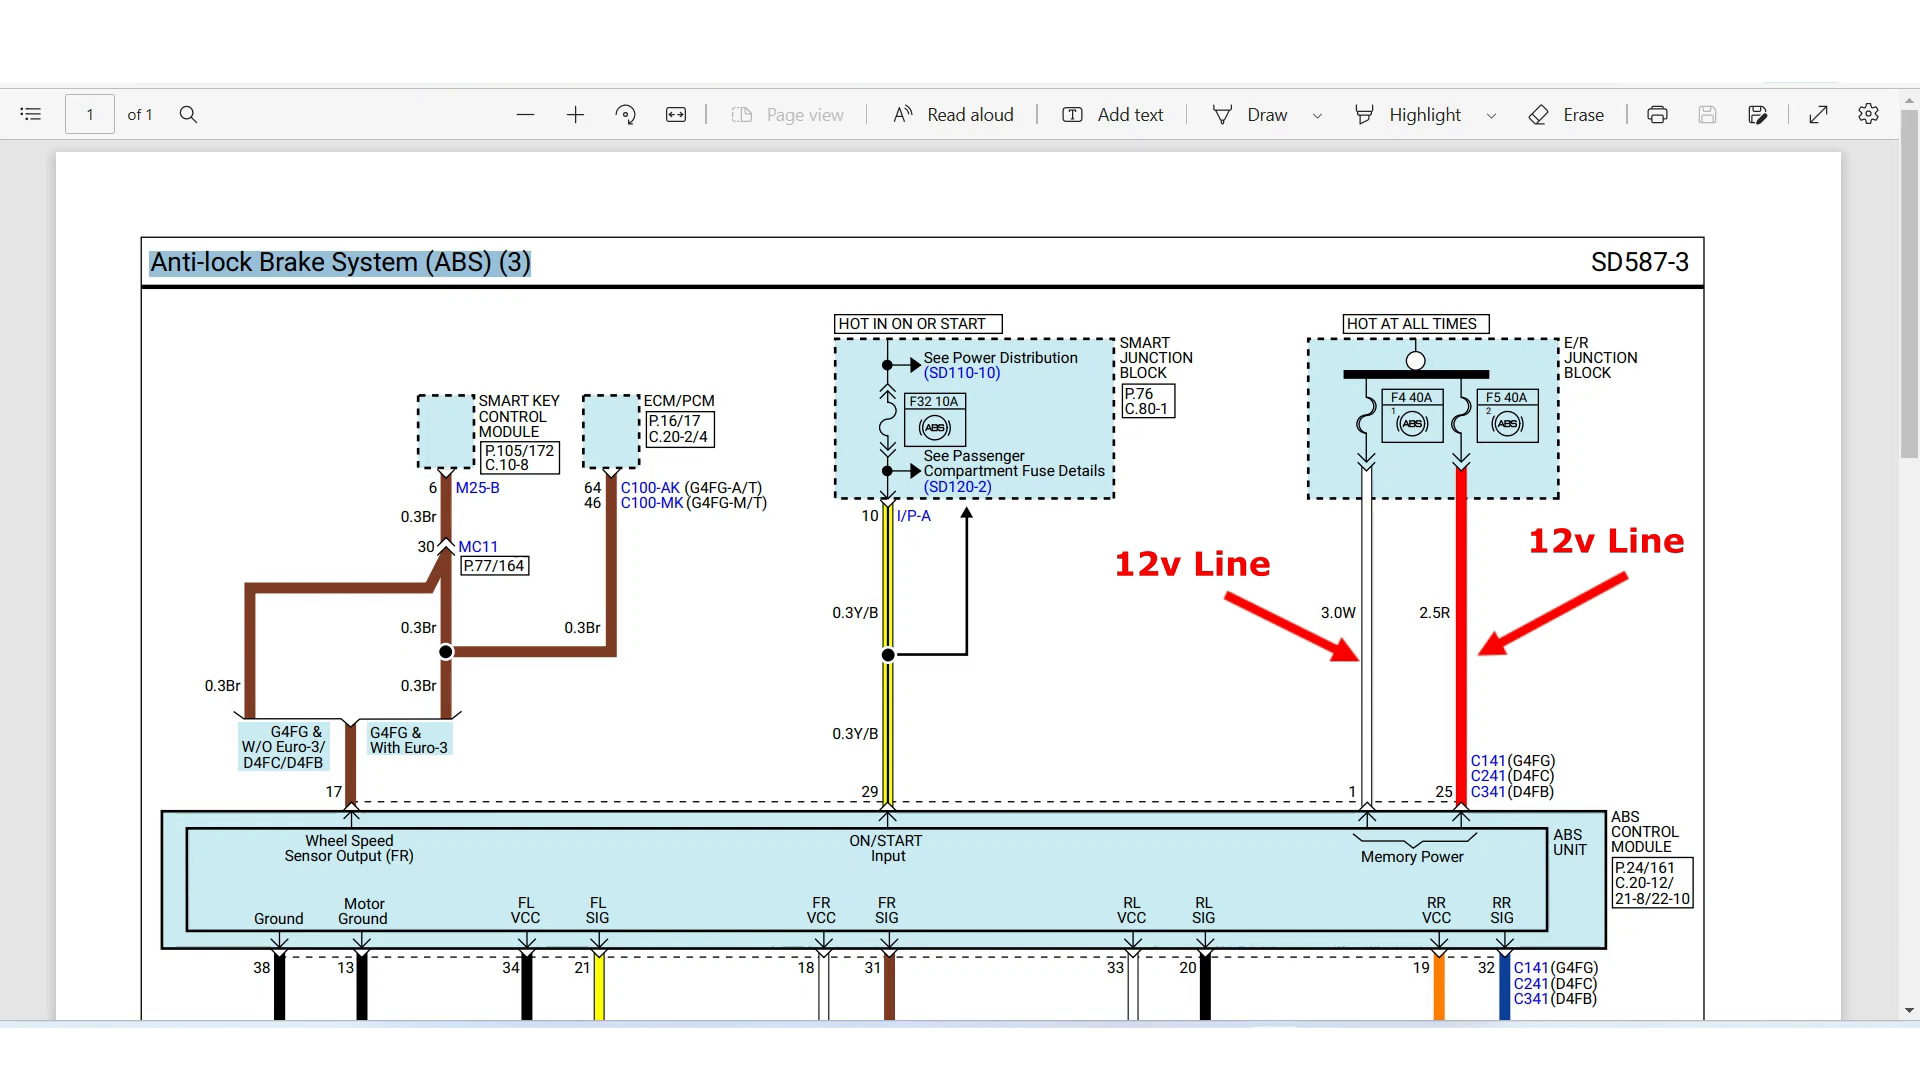 1
of 1
Page view
Read aloud
Add text
Draw
Highlight
Erase
Anti-lock Brake System (ABS) (3)
SD587-3
HOT IN ON OR START
HOT AT ALL TIMES
See Power Distribution
(SD110-10)
F32 10A
ABS
See Passenger
Compartment Fuse Details
(SD120-2)
SMART
JUNCTION
BLOCK
P.76
C.80-1
E/R
JUNCTION
BLOCK
F4 40A
1
ABS
F5 40A
2
ABS
SMART KEY
CONTROL
MODULE
P.105/172
C.10-8
ECM/PCM
P.16/17
C.20-2/4
6
M25-B
64
C100-AK (G4FG-A/T)
46
C100-MK (G4FG-M/T)
10
I/P-A
0.3Br
30
MC11
P.77/164
12v Line
12v Line
0.3Br
0.3Br
0.3Y/B
3.0W
2.5R
0.3Br
0.3Br
0.3Y/B
G4FG &
W/O Euro-3/
D4FC/D4FB
G4FG &
With Euro-3
17
29
1
25
C141(G4FG)
C241(D4FC)
C341(D4FB)
Wheel Speed
Sensor Output (FR)
ON/START
Input
Memory Power
ABS
UNIT
ABS
CONTROL
MODULE
P.24/161
C.20-12/
21-8/22-10
Ground
Motor
Ground
FL
VCC
FL
SIG
FR
VCC
FR
SIG
RL
VCC
RL
SIG
RR
VCC
RR
SIG
38
13
34
21
18
31
33
20
19
32
C141(G4FG)
C241(D4FC)
C341(D4FB)